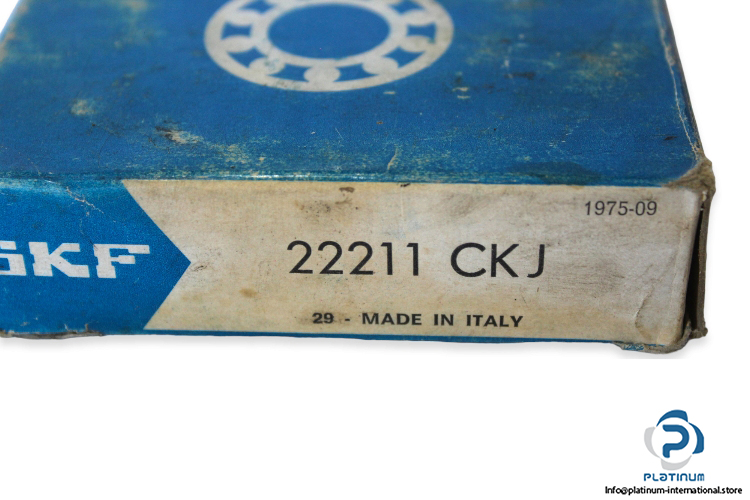 1975-09
SKF
22211 CKJ
29 - MADE IN ITALY
PLATINUM
Info@platinum-international.store